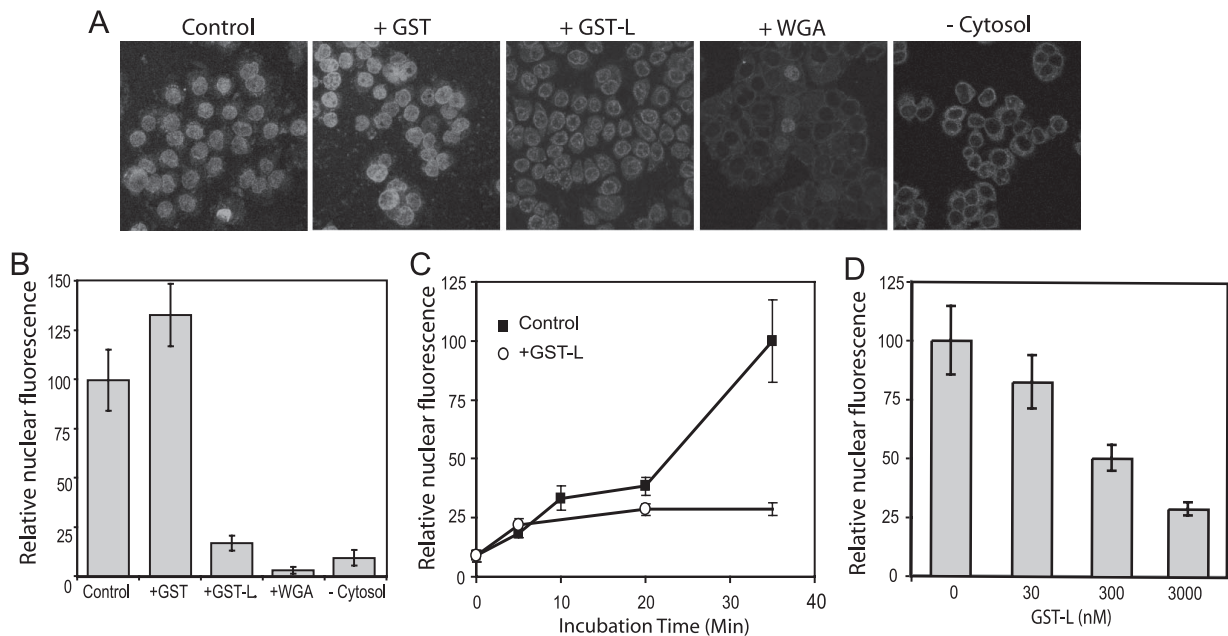 A
Control
+ GST
+ GST-L
+ WGA
- Cytosol
B
Relative nuclear fluorescence
150
125
100
75
50
25
0
Control
+GST
+GST-L.
+WGA
- Cytosol
C
Relative nuclear fluorescence
125
100
75
50
25
0
Control
+GST-L
0
10
20
30
40
Incubation Time (Min)
D
Relative nuclear fluorescence
125
100
75
50
25
0
0
30
300
3000
GST-L (nM)